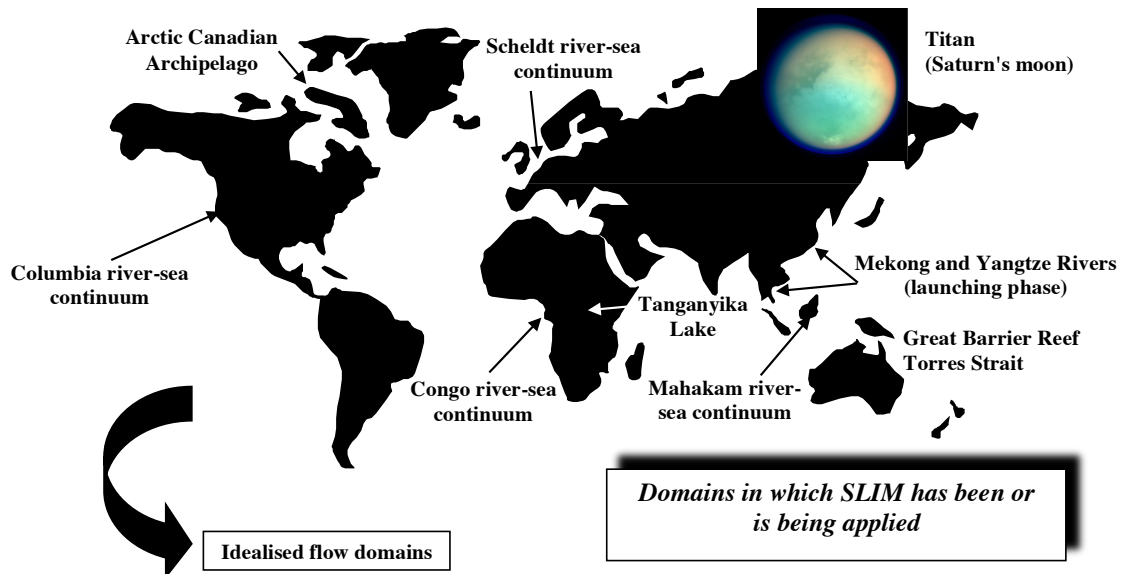 Arctic Canadian
Archipelago
Scheldt river-sea
continuum
Titan
(Saturn's moon)
Columbia river-sea
continuum
Mekong and Yangtze Rivers
(launching phase)
Tanganyika
Lake
Great Barrier Reef
Torres Strait
Congo river-sea
continuum
Mahakam river-
sea continuum
Domains in which SLIM has been or
is being applied
Idealised flow domains